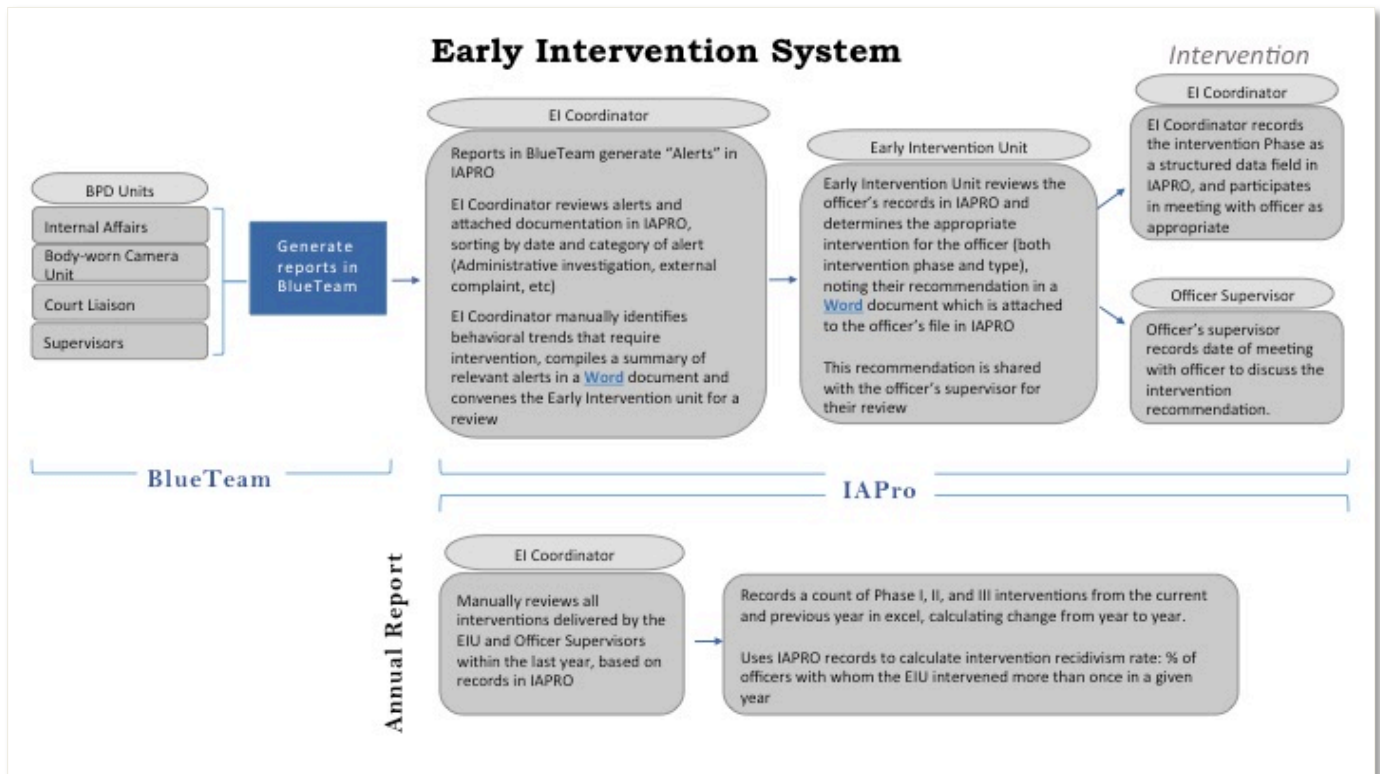 Early Intervention System
Intervention
BPD Units
Internal Affairs
Body-worn Camera
Unit
Court Liaison
Supervisors
Generate
reports in
BlueTeam
EI Coordinator
Reports in BlueTeam generate “Alerts” in
IAPRO
EI Coordinator reviews alerts and
attached documentation in IAPRO,
sorting by date and category of alert
(Administrative investigation, external
complaint, etc)
EI Coordinator manually identifies
behavioral trends that require
intervention, compiles a summary of
relevant alerts in a Word document and
convenes the Early Intervention unit for a
review
Early Intervention Unit
Early Intervention Unit reviews the
officer’s records in IAPRO and
determines the appropriate
intervention for the officer (both
intervention phase and type),
noting their recommendation in a
Word document which is attached
to the officer’s file in IAPRO
This recommendation is shared
with the officer’s supervisor for
their review
EI Coordinator
EI Coordinator records
the intervention Phase as
a structured data field in
IAPRO, and participates
in meeting with officer as
appropriate
Officer Supervisor
Officer’s supervisor
records date of meeting
with officer to discuss the
intervention
recommendation.
BlueTeam
IAPro
Annual Report
EI Coordinator
Manually reviews all
interventions delivered by the
EIU and Officer Supervisors
within the last year, based on
records in IAPRO
Records a count of Phase I, II, and III interventions from the current
and previous year in excel, calculating change from year to year.
Uses IAPRO records to calculate intervention recidivism rate: % of
officers with whom the EIU intervened more than once in a given
year